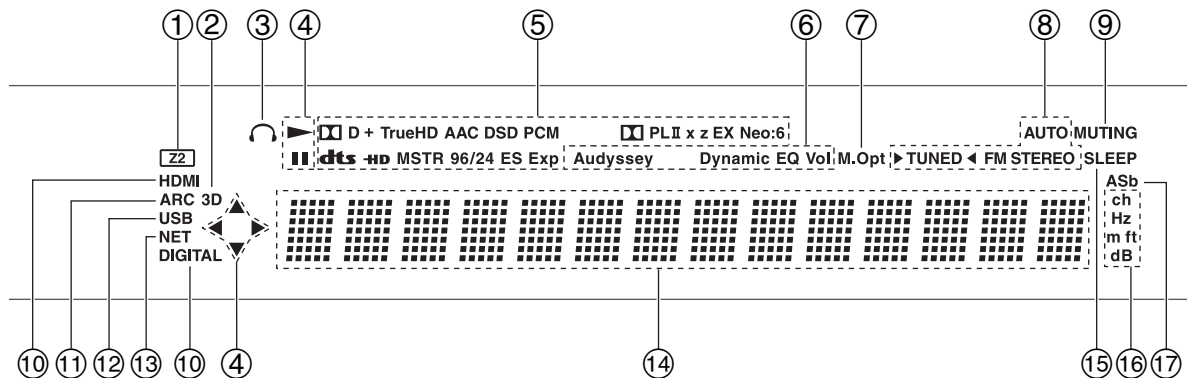 ① ② ③ ④ ⑤ ⑥ ⑦ ⑧ ⑨
D + TrueHD AAC DSD PCM PLII x z EX Neo:6 AUTO MUTING
Z2 dts -HD MSTR 96/24 ES Exp Audyssey Dynamic EQ Vol M.Opt TUNED FM STEREO SLEEP
HDMI ASb
ARC 3D ch
USB Hz
NET m ft
DIGITAL dB
⑩ ⑪ ⑫ ⑬ ⑩ ④ ⑭ ⑮ ⑯ ⑰